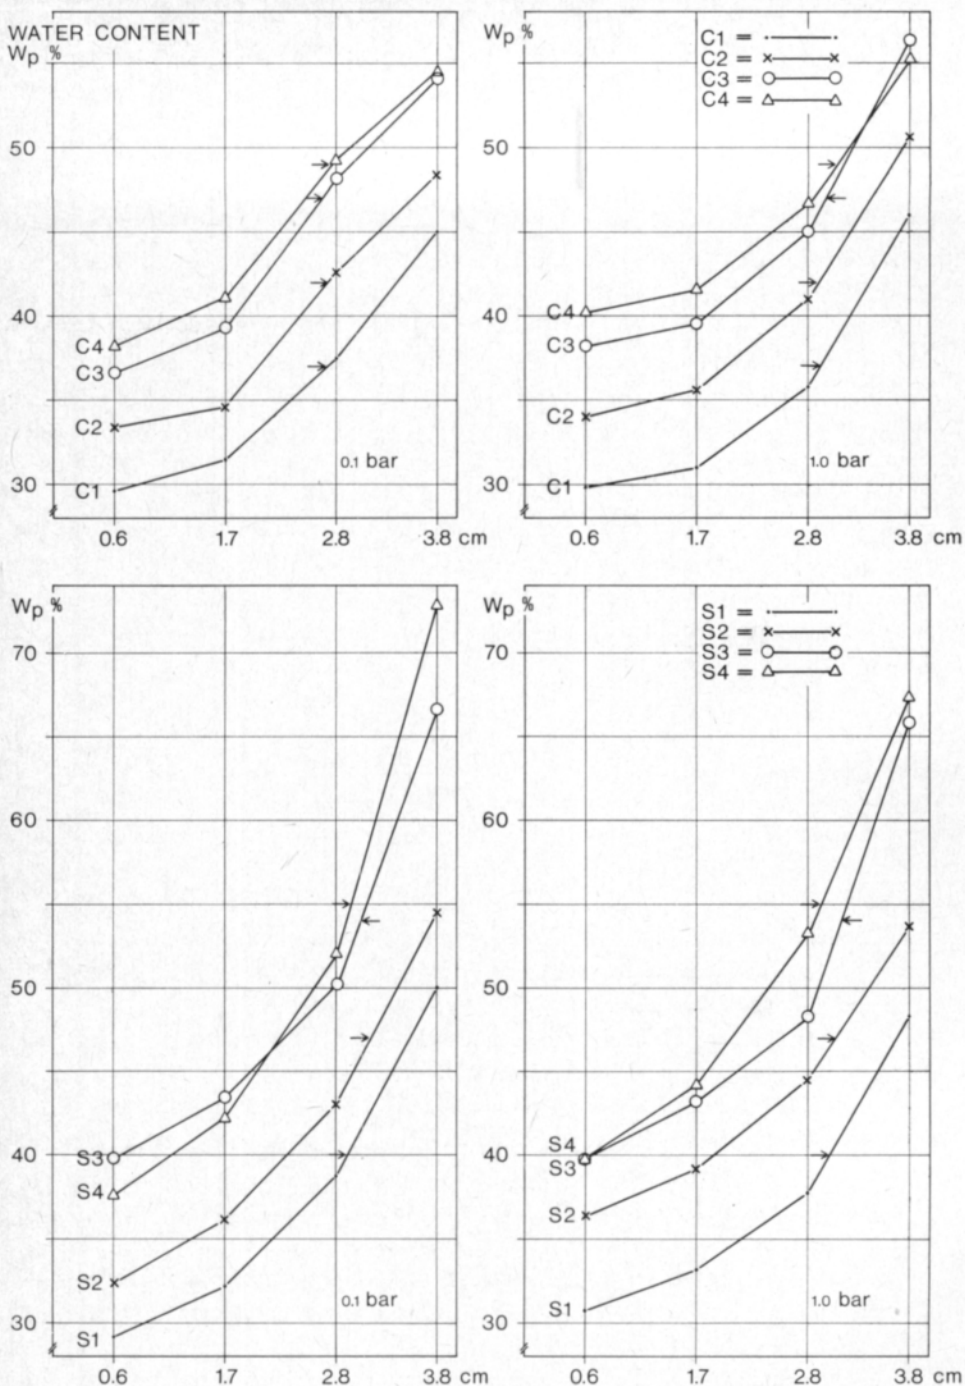 WATER CONTENT
Wp %
50
40
30
C4
C3
C2
C1
0.1 bar
0.6 1.7 2.8 3.8 cm
Wp %
C1 =
C2 =
C3 =
C4 =
50
40
30
C4
C3
C2
C1
1.0 bar
0.6 1.7 2.8 3.8 cm
Wp %
70
60
50
40
30
S3
S4
S2
S1
0.1 bar
0.6 1.7 2.8 3.8 cm
Wp %
S1 =
S2 =
S3 =
S4 =
70
60
50
40
30
S4
S3
S2
S1
1.0 bar
0.6 1.7 2.8 3.8 cm